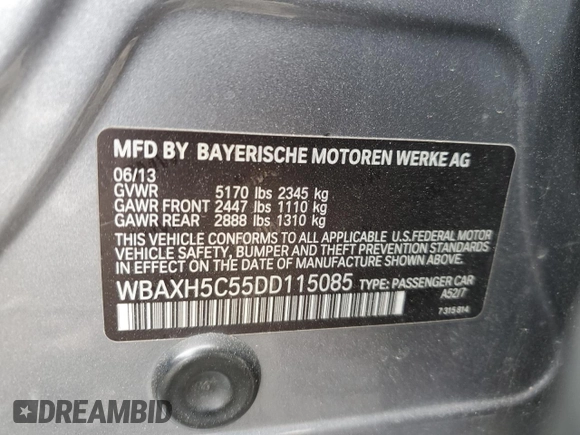 MFD BY BAYERISCHE MOTOREN WERKE AG
06/13
GVWR 5170 lbs 2345 kg
GAWR FRONT 2447 lbs 1110 kg
GAWR REAR 2888 lbs 1310 kg
THIS VEHICLE CONFORMS TO ALL APPLICABLE U.S.FEDERAL MOTOR
VEHICLE SAFETY, BUMPER AND THEFT PREVENTION STANDARDS
IN EFFECT ON THE DATE OF MANUFACTURE SHOWN ABOVE.
WBAXH5C55DD115085 TYPE: PASSENGER CAR
A52/7
7 315 814
DREAMBID